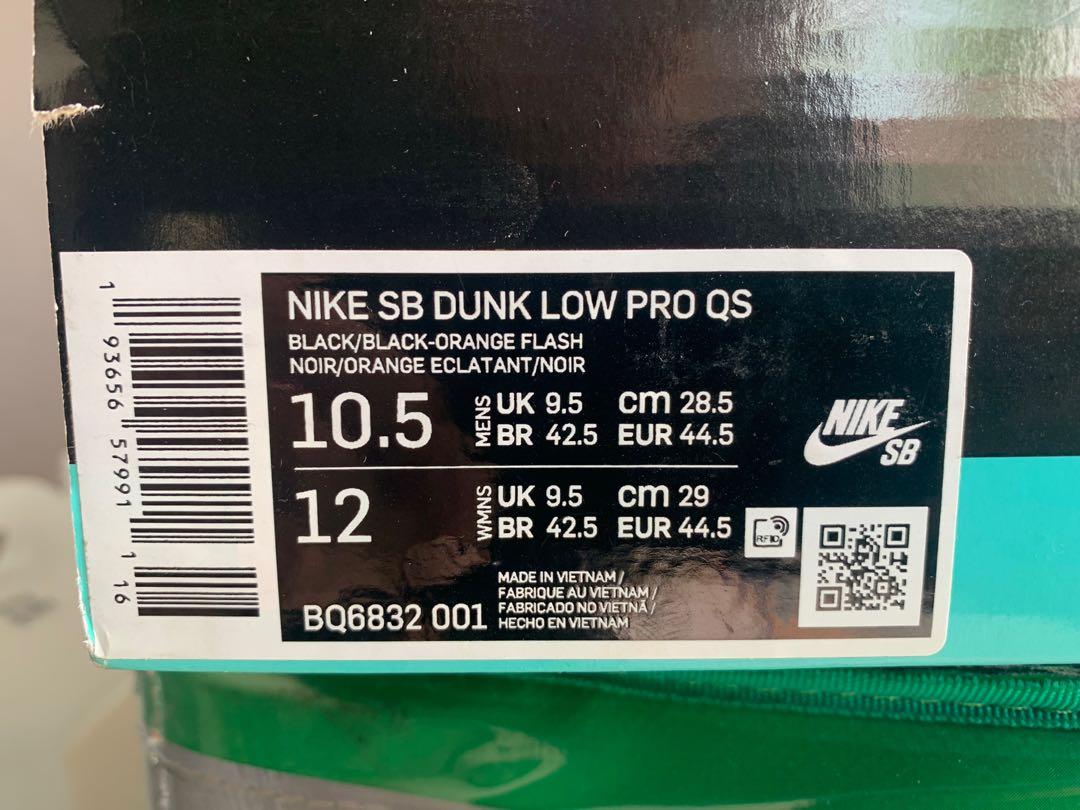 NIKE SB DUNK LOW PRO QS
BLACK/BLACK-ORANGE FLASH
NOIR/ORANGE ECLATANT/NOIR
10.5 MENS UK 9.5 cm 28.5
BR 42.5 EUR 44.5
12 WMNS UK 9.5 cm 29
BR 42.5 EUR 44.5
NIKE
SB
RFID
MADE IN VIETNAM /
FABRIQUE AU VIETNAM /
FABRICADO NO VIETNÃ /
HECHO EN VIETNAM
BQ6832 001
1 93656 57991 1 16